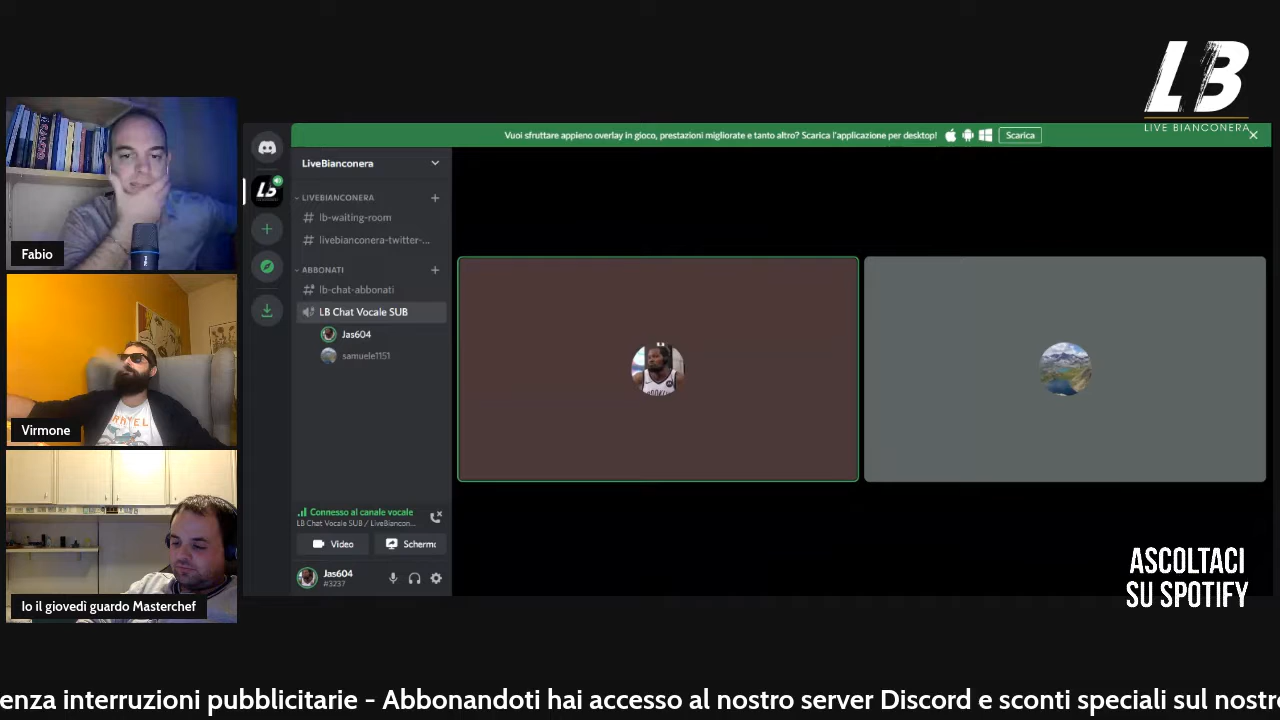 LB
LIVE BIANCONERA
Vuoi sfruttare appieno overlay in gioco, prestazioni migliorate e tanto altro? Scarica l'applicazione per desktop!
Scarica
LiveBianconera
LIVEBIANCONERA
lb-waiting-room
livebianconera-twitter-...
ABBONATI
lb-chat-abbonati
LB Chat Vocale SUB
Jas604
samuele1151
Connesso al canale vocale
LB Chat Vocale SUB / LiveBiancon...
Video
Scherm
Jas604
#3237
Fabio
Virmone
Io il giovedì guardo Masterchef
ASCOLTACI
SU SPOTIFY
enza interruzioni pubblicitarie - Abbonandoti hai accesso al nostro server Discord e sconti speciali sul nostr